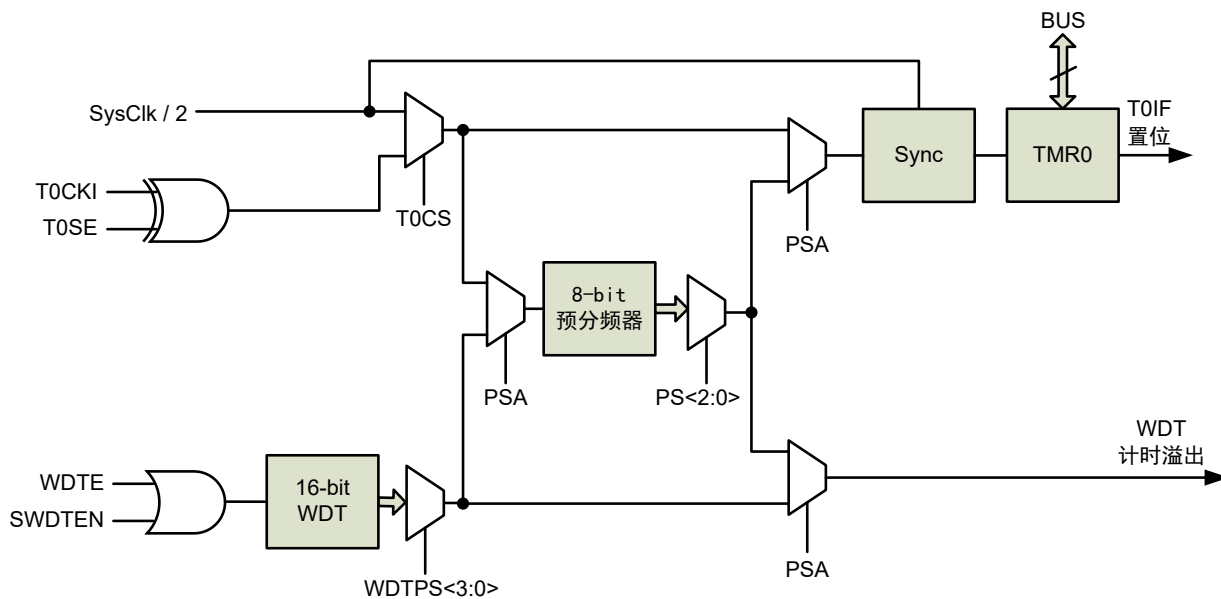 BUS
SysClk / 2
T0IF
置位
Sync
TMR0
T0CKI
T0SE
T0CS
PSA
8-bit
预分频器
PSA
PS<2:0>
WDT
计时溢出
WDTE
SWDTEN
16-bit
WDT
PSA
WDTPS<3:0>